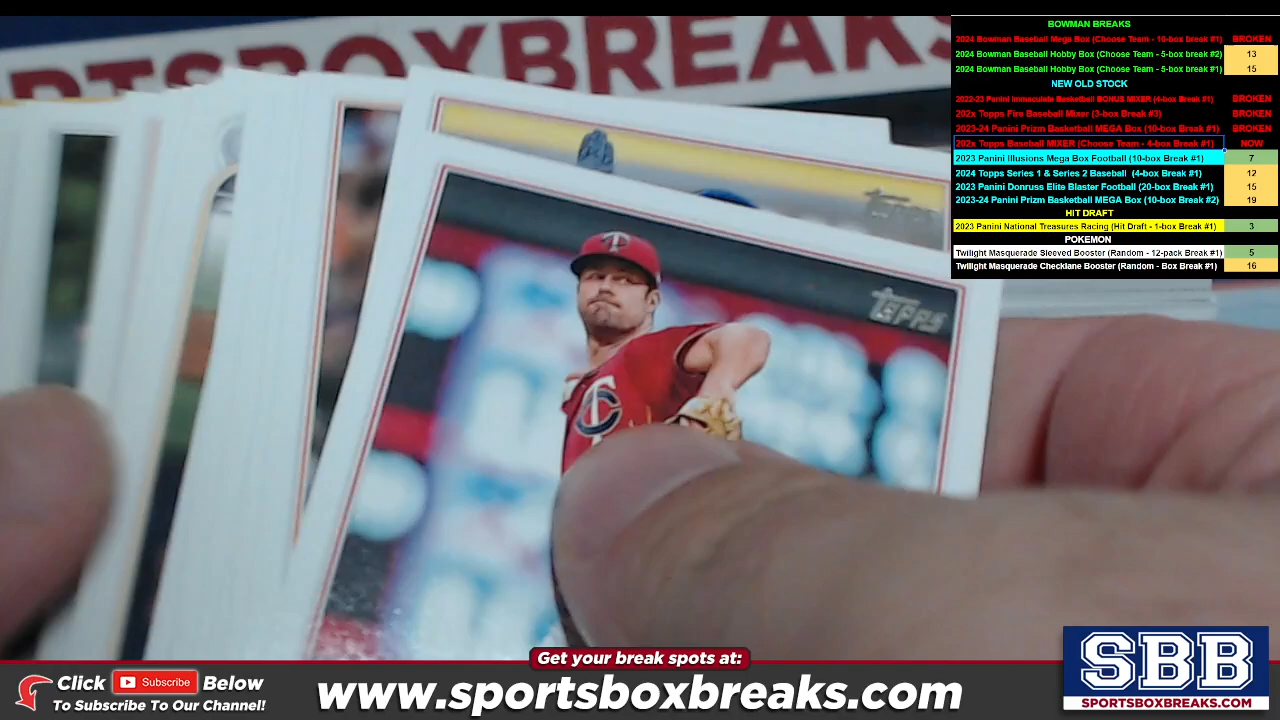 RTS BOXBREAKS
BOWMAN BREAKS
2024 Bowman Baseball Mega Box (Choose Team - 10-box break #1) BROKEN
2024 Bowman Baseball Hobby Box (Choose Team - 5-box break #2) 13
2024 Bowman Baseball Hobby Box (Choose Team - 5-box break #1) 15
NEW OLD STOCK
2022-23 Panini Immaculate Basketball BONUS MIXER (4-box Break #1) BROKEN
202x Topps Fire Baseball Mixer (3-box Break #3) BROKEN
2023-24 Panini Prizm Basketball MEGA Box (10-box Break #1) BROKEN
202x Topps Baseball MIXER (Choose Team - 4-box Break #1) NOW
2023 Panini Illusions Mega Box Football (10-box Break #1) 7
2024 Topps Series 1 & Series 2 Baseball (4-box Break #1) 12
2023 Panini Donruss Elite Blaster Football (20-box Break #1) 15
2023-24 Panini Prizm Basketball MEGA Box (10-box Break #2) 19
HIT DRAFT
2023 Panini National Treasures Racing (Hit Draft - 1-box Break #1) 3
POKEMON
Twilight Masquerade Sleeved Booster (Random - 12-pack Break #1) 5
Twilight Masquerade Checklane Booster (Random - Box Break #1) 16
Topps
Topps
TC
Get your break spots at:
Click Subscribe Below
To Subscribe To Our Channel!
www.sportsboxbreaks.com
SBB
SPORTSBOXBREAKS.COM